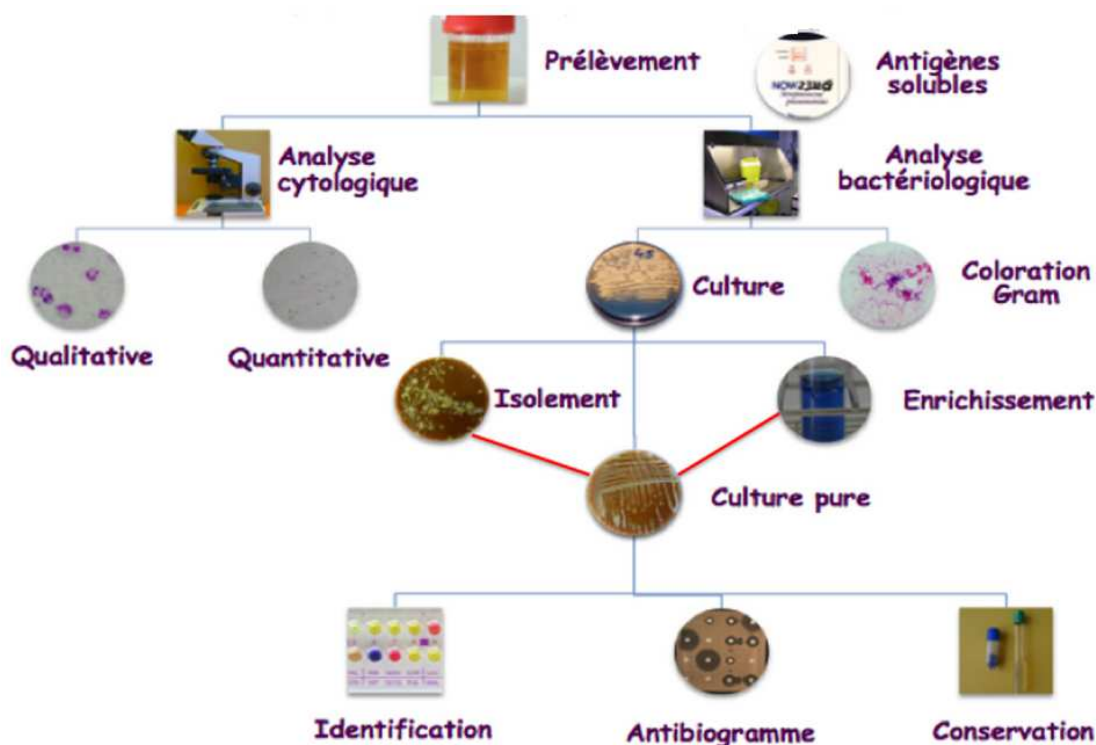 Prélèvement
Antigènes
solubles
Analyse
cytologique
Analyse
bactériologique
Culture
Coloration
Gram
Qualitative
Quantitative
Isolement
Enrichissement
Culture pure
Identification
Antibiogramme
Conservation